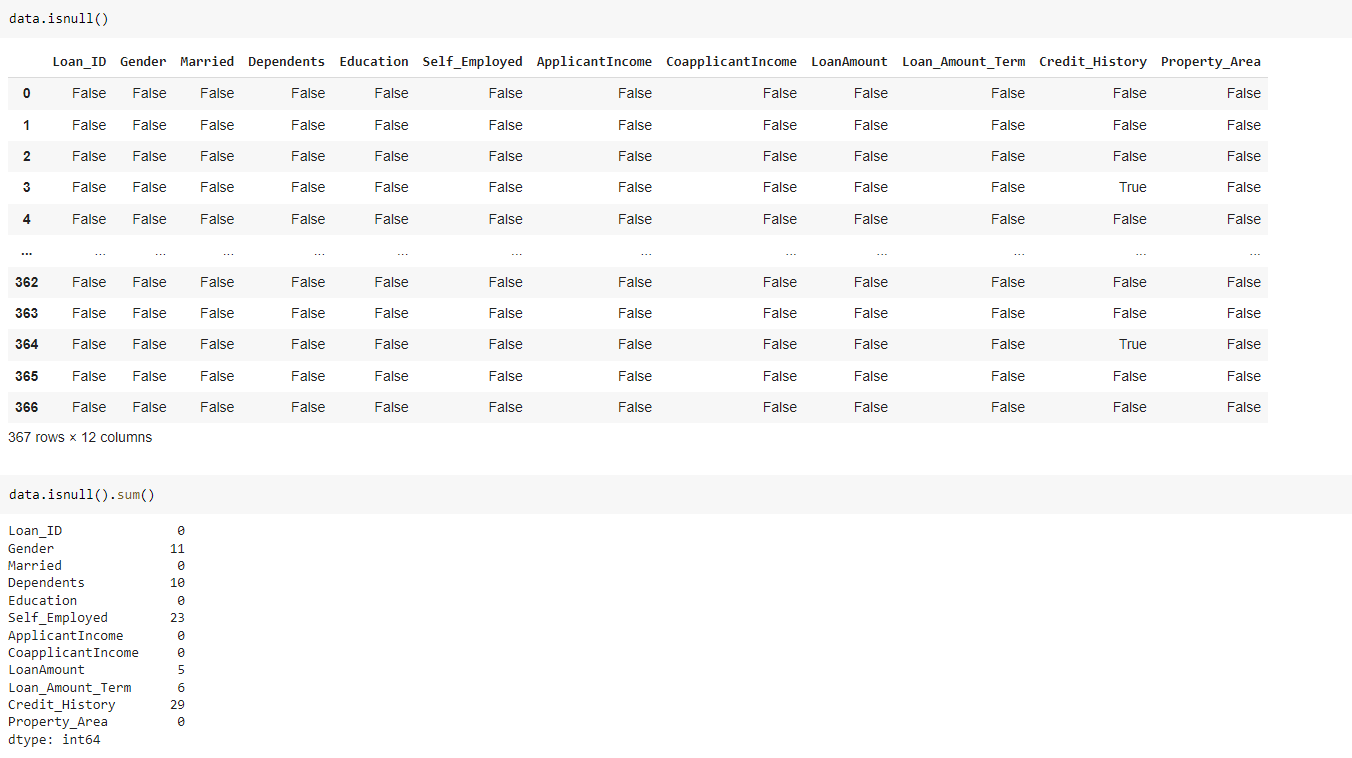 data.isnull()
Loan_ID Gender Married Dependents Education Self_Employed ApplicantIncome CoapplicantIncome LoanAmount Loan_Amount_Term Credit_History Property_Area
0 False False False False False False False False False False False False
1 False False False False False False False False False False False False
2 False False False False False False False False False False False False
3 False False False False False False False False False False True False
4 False False False False False False False False False False False False
... ... ... ... ... ... ... ... ... ... ... ... ...
362 False False False False False False False False False False False False
363 False False False False False False False False False False False False
364 False False False False False False False False False False True False
365 False False False False False False False False False False False False
366 False False False False False False False False False False False False
367 rows × 12 columns
data.isnull().sum()
Loan_ID 0
Gender 11
Married 0
Dependents 10
Education 0
Self_Employed 23
ApplicantIncome 0
CoapplicantIncome 0
LoanAmount 5
Loan_Amount_Term 6
Credit_History 29
Property_Area 0
dtype: int64